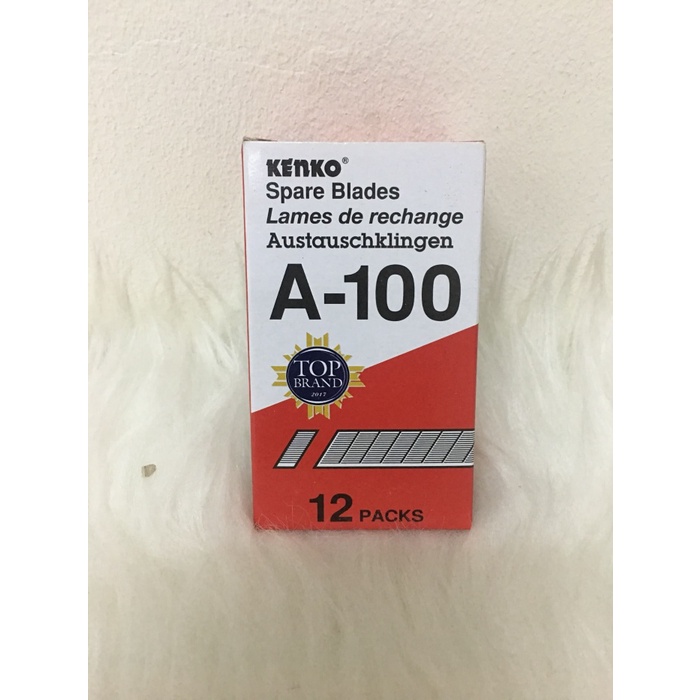 KENKO®
Spare Blades
Lames de rechange
Austauschklingen
A-100
TOP
BRAND
2017
12 PACKS